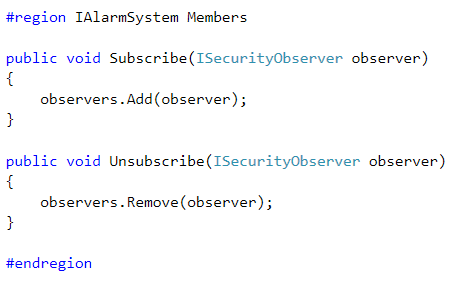 #region IAlarmSystem Members
public void Subscribe(ISecurityObserver observer)
{
    observers.Add(observer);
}
public void Unsubscribe(ISecurityObserver observer)
{
    observers.Remove(observer);
}
#endregion